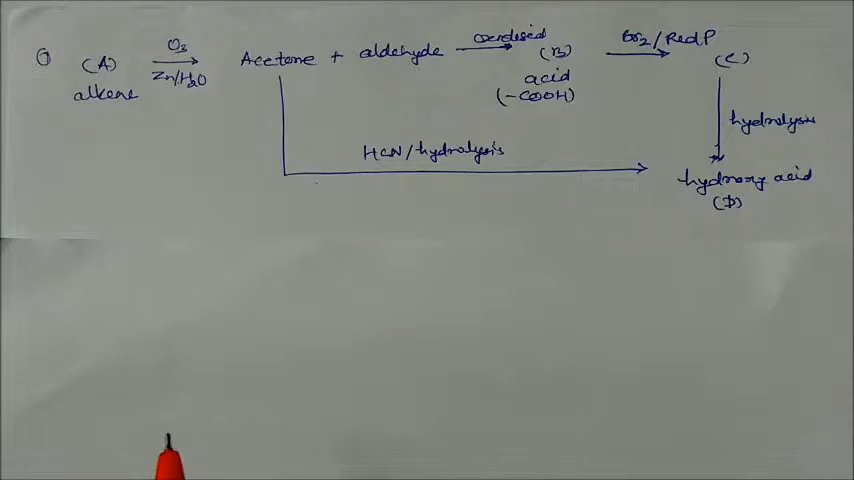 ① (A) O₃ Acetone + aldehyde oxidised (B) Br₂/Red P (C)
Zn/H₂O
alkene acid
(-COOH) hydrolysis
HCN/hydrolysis
hydroxy acid
(D)